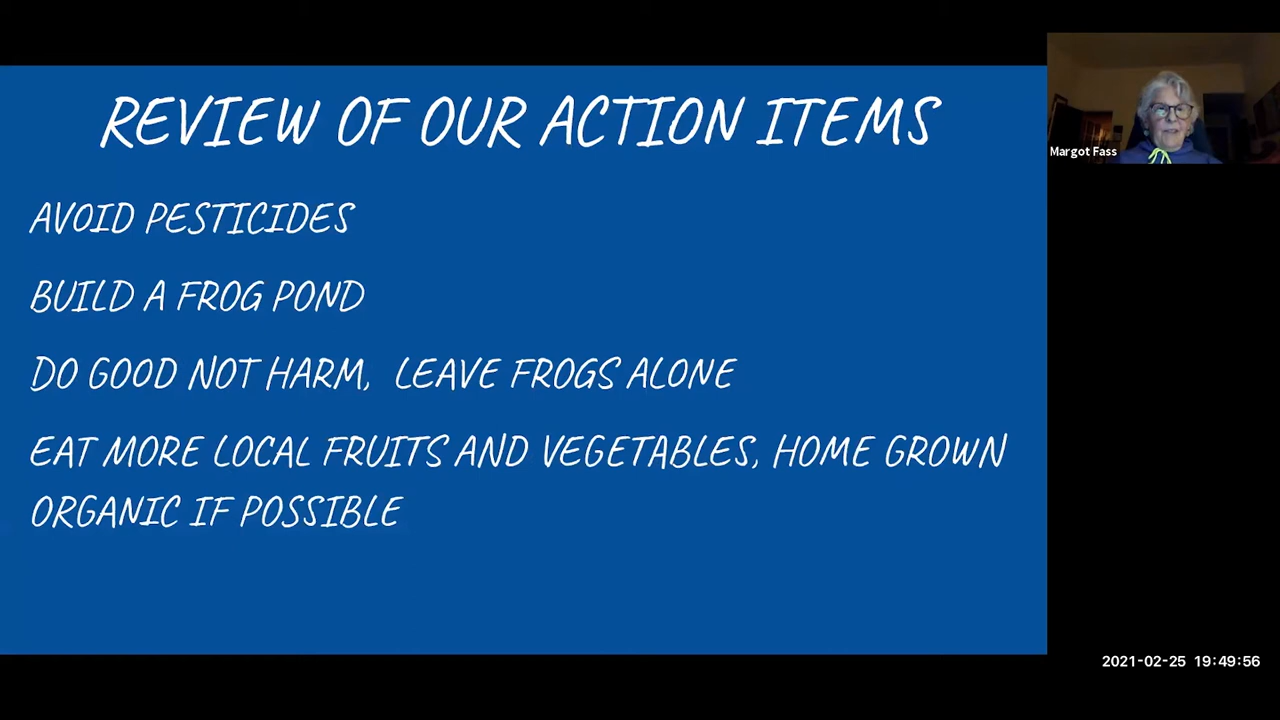 REVIEW OF OUR ACTION ITEMS
AVOID PESTICIDES
BUILD A FROG POND
DO GOOD NOT HARM, LEAVE FROGS ALONE
EAT MORE LOCAL FRUITS AND VEGETABLES, HOME GROWN
ORGANIC IF POSSIBLE
Margot Fass
2021-02-25 19:49:56